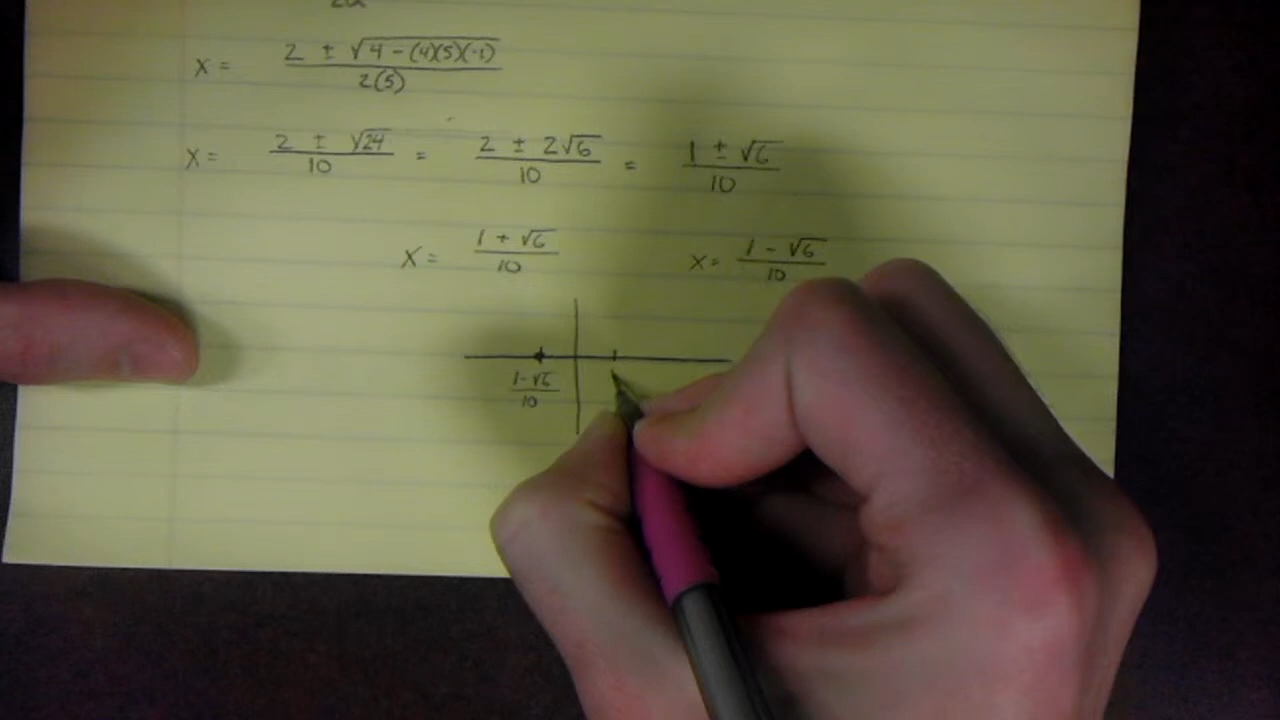 2a
x = 2 ± √4 - (4)(5)(-1) / 2(5)
x = 2 ± √24 / 10 = 2 ± 2√6 / 10 = 1 ± √6 / 10
x = 1 + √6 / 10 x = 1 - √6 / 10
1-√6 / 10